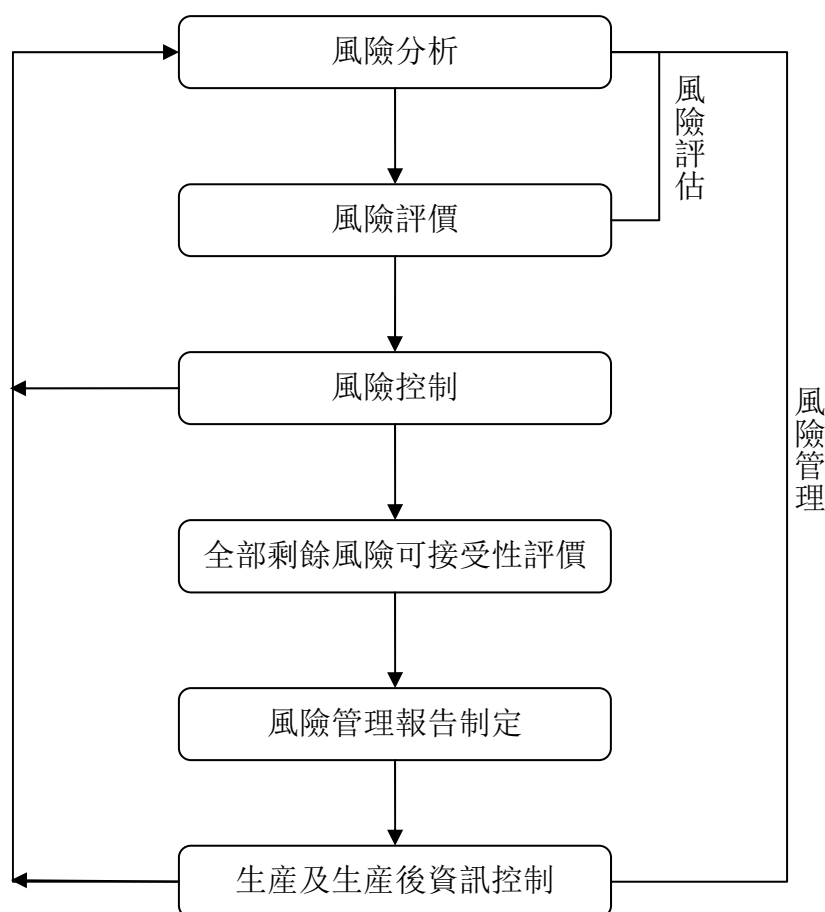 風險分析
風險評估
風險評價
風險控制
風險管理
全部剩餘風險可接受性評價
風險管理報告制定
生産及生産後資訊控制